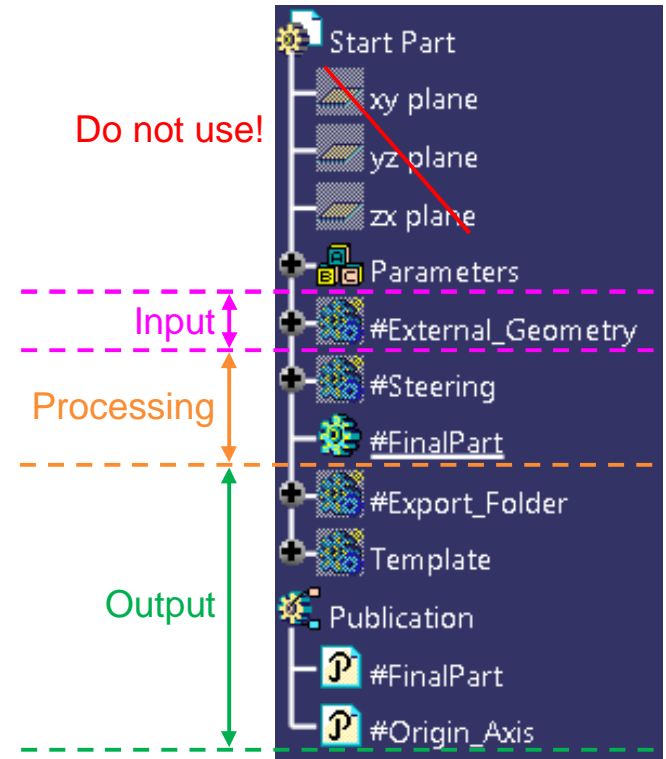 Start Part
xy plane
Do not use!
yz plane
zx plane
Parameters
Input
#External_Geometry
Processing
#Steering
#FinalPart
#Export_Folder
Template
Output
Publication
#FinalPart
#Origin_Axis